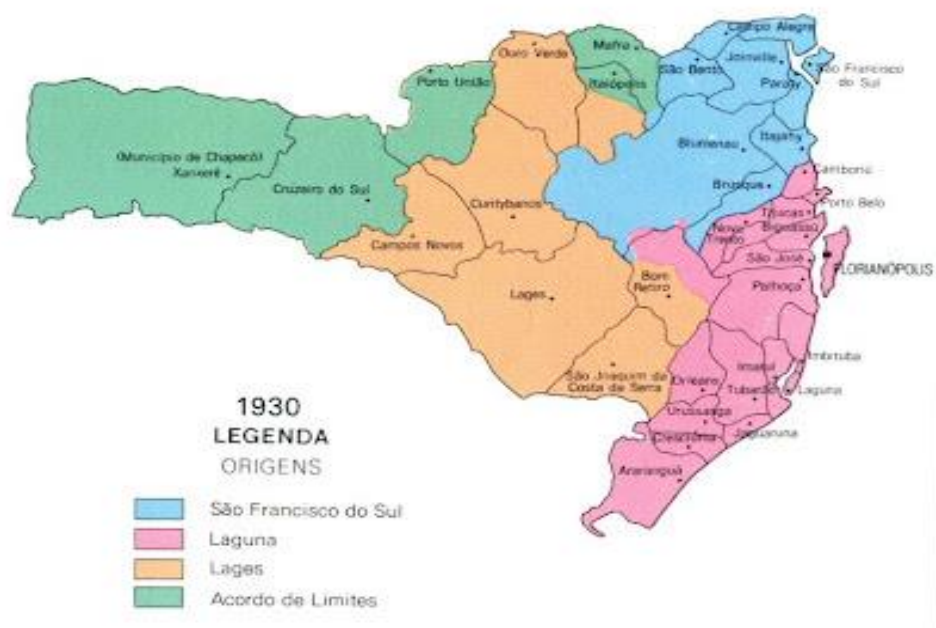 Campo Alegre
Ouro Verde
Mafra
Joinville
São Bento
São Francisco
do Sul
Porto União
Itaiópolis
Paraty
Itajahy
Blumenau
(Município de Chapecó)
Xanxerê
Camboriú
Cruzeiro do Sul
Brusque
Porto Belo
Curitybanos
Tijucas
Nova
Trento
Biguassú
Campos Novos
São José
FLORIANÓPOLIS
Bom
Retiro
Palhoça
Lages
Imbituba
Imaruí
São Joaquim da
Costa da Serra
Orleans
Tubarão
Laguna
Urussanga
Jaguaruna
Cresciúma
Araranguá
1930
LEGENDA
ORIGENS
São Francisco do Sul
Laguna
Lages
Acordo de Limites